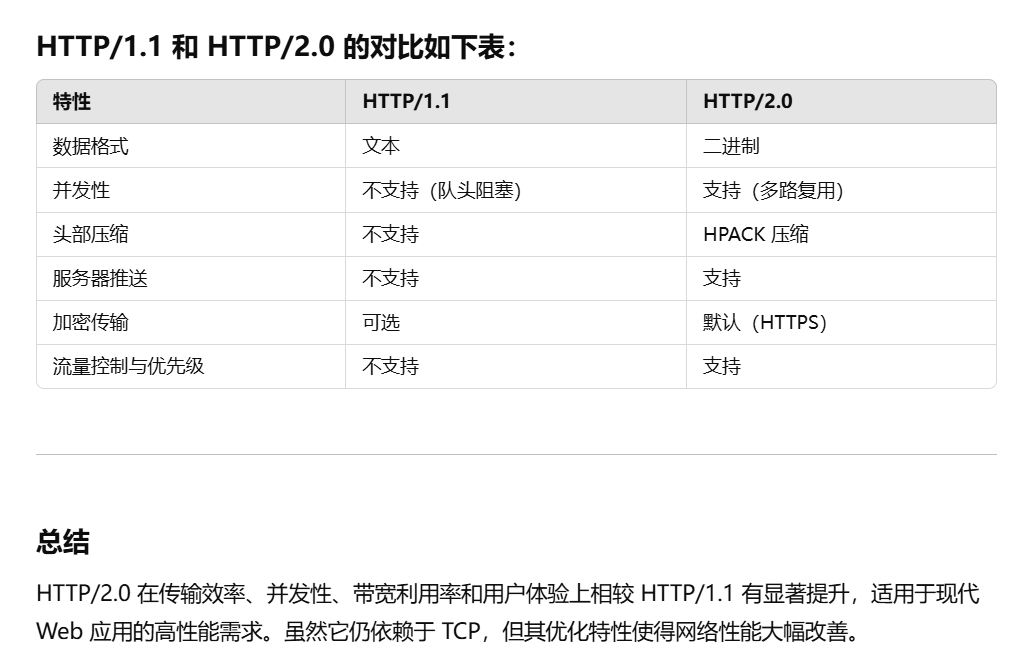 HTTP/1.1 和 HTTP/2.0 的对比如下表：
特性 HTTP/1.1 HTTP/2.0
数据格式 文本 二进制
并发性 不支持（队头阻塞） 支持（多路复用）
头部压缩 不支持 HPACK 压缩
服务器推送 不支持 支持
加密传输 可选 默认（HTTPS）
流量控制与优先级 不支持 支持
总结
HTTP/2.0 在传输效率、并发性、带宽利用率和用户体验上相较 HTTP/1.1 有显著提升，适用于现代
Web 应用的高性能需求。虽然它仍依赖于 TCP，但其优化特性使得网络性能大幅改善。